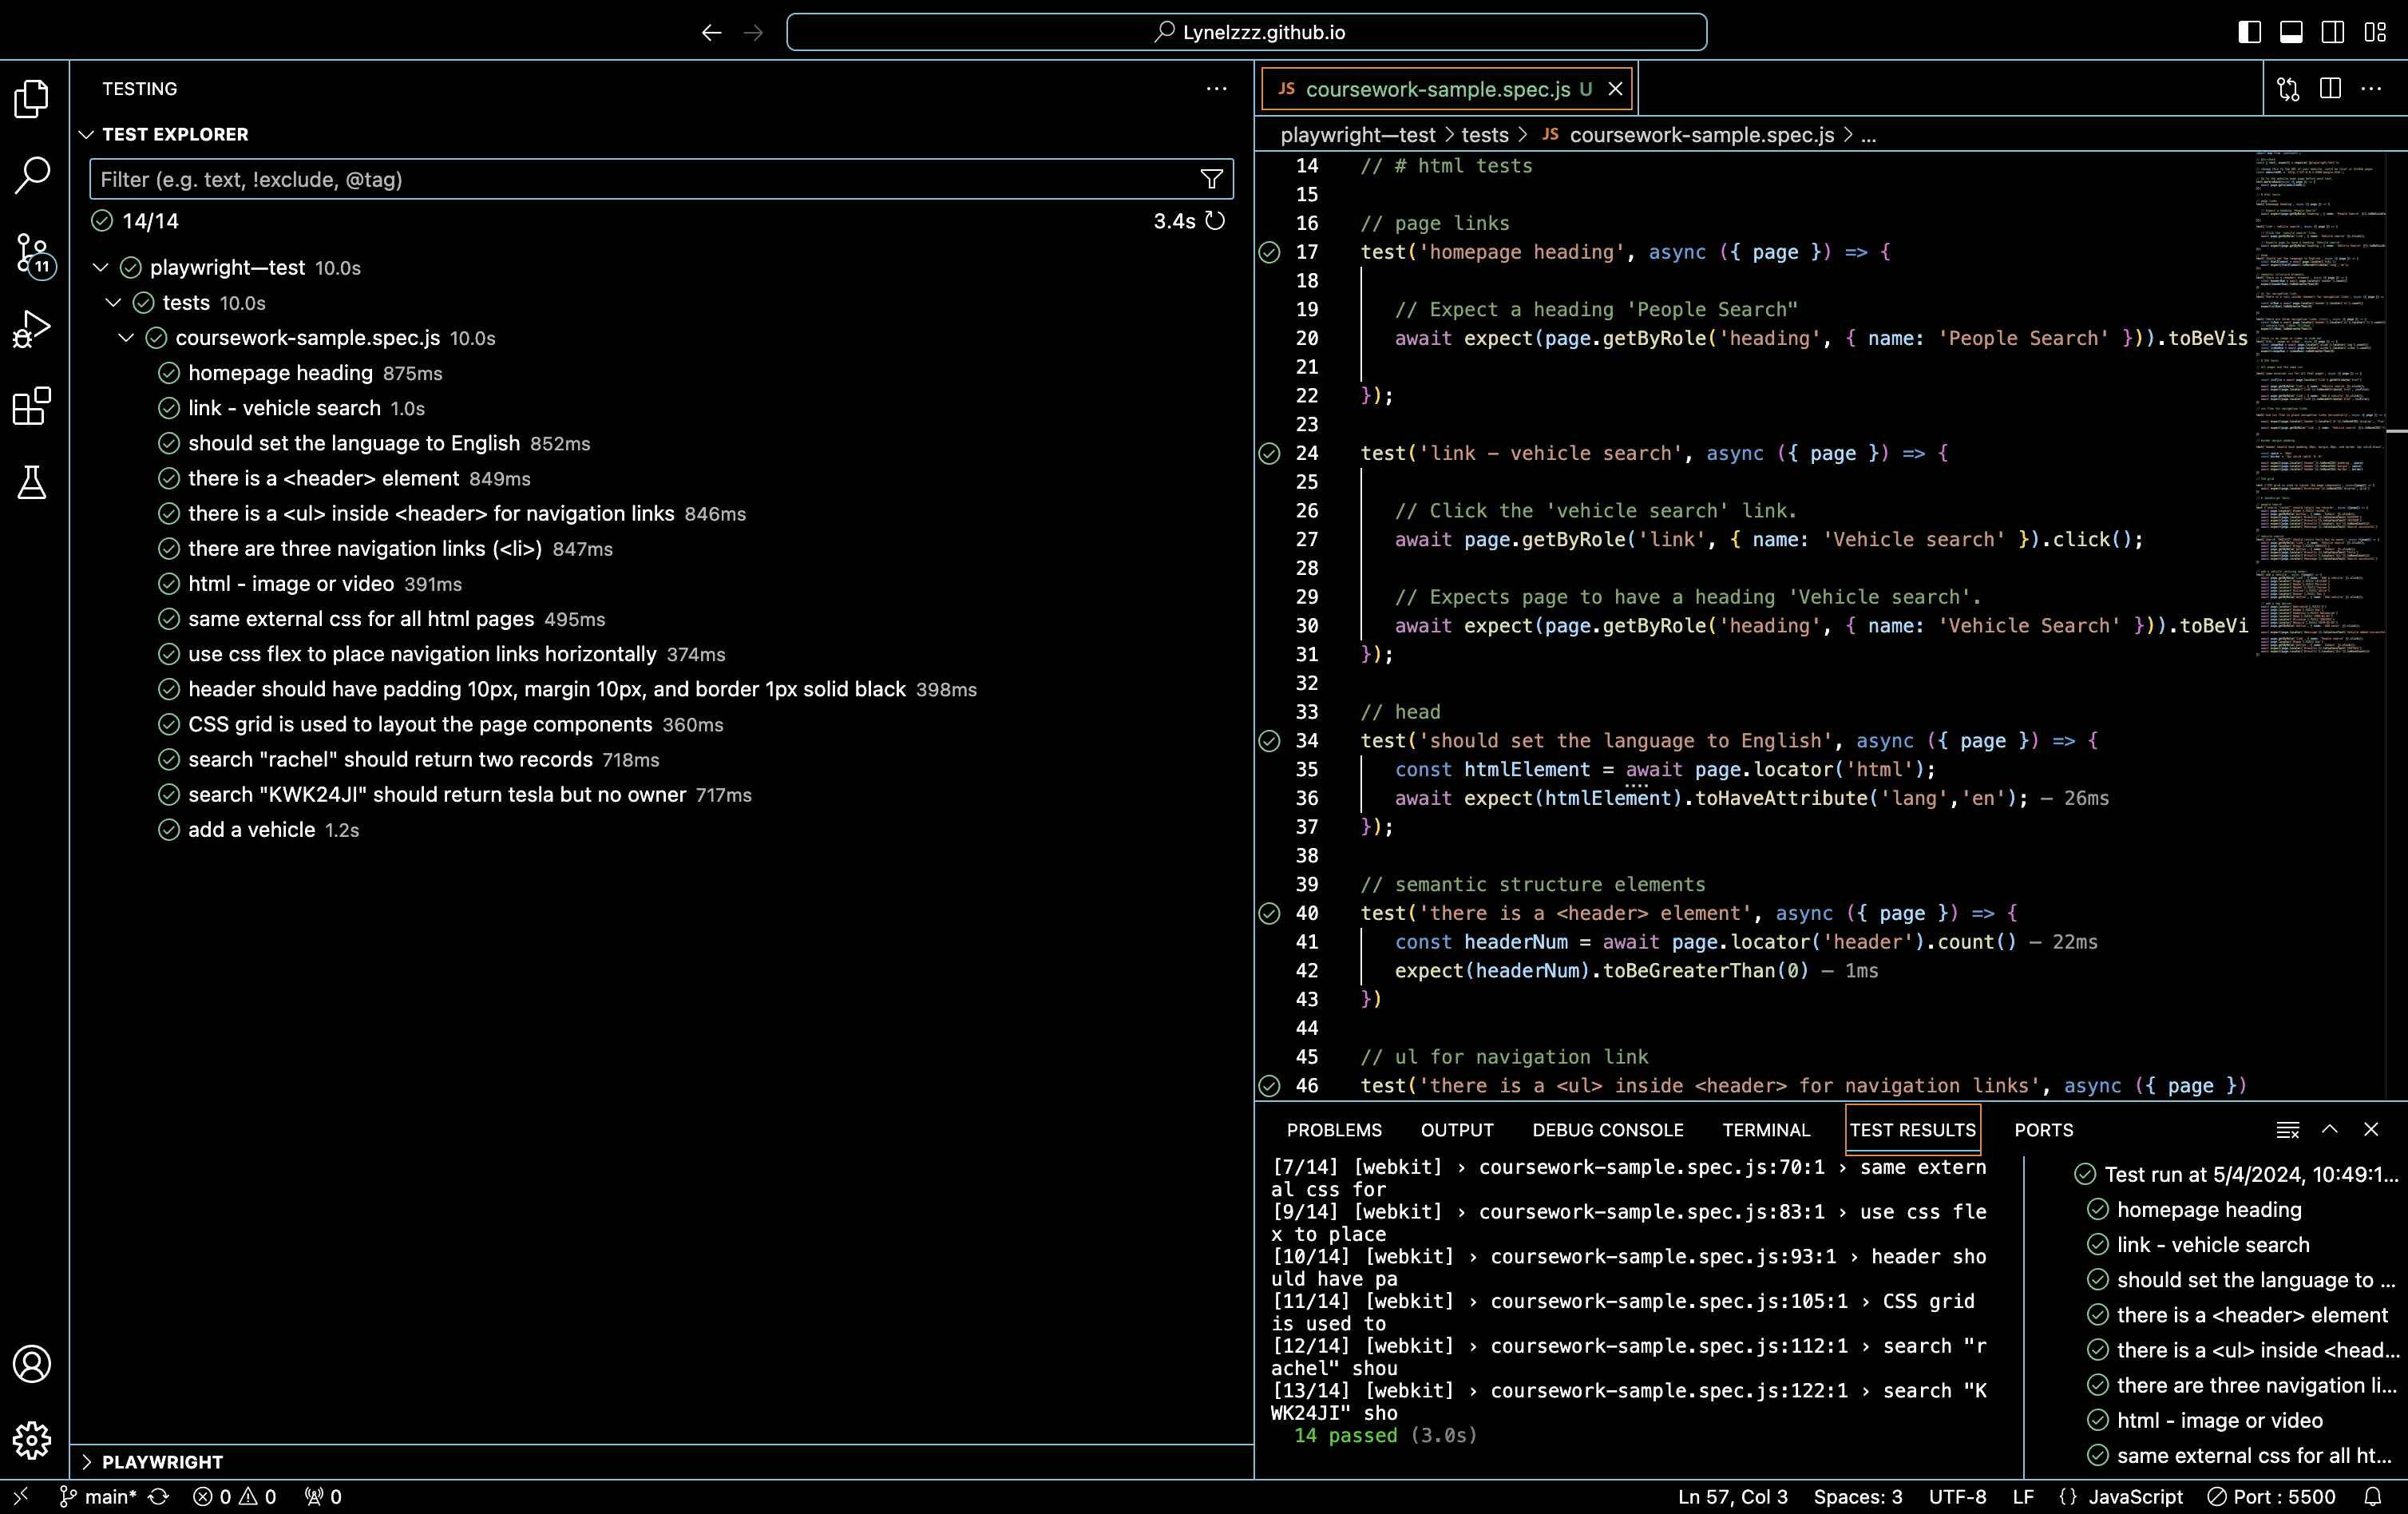 Lynelzzz.github.io
TESTING
TEST EXPLORER
Filter (e.g. text, !exclude, @tag)
14/14
3.4s
11
playwright—test 10.0s
tests 10.0s
coursework-sample.spec.js 10.0s
homepage heading 875ms
link - vehicle search 1.0s
should set the language to English 852ms
there is a <header> element 849ms
there is a <ul> inside <header> for navigation links 846ms
there are three navigation links (<li>) 847ms
html - image or video 391ms
same external css for all html pages 495ms
use css flex to place navigation links horizontally 374ms
header should have padding 10px, margin 10px, and border 1px solid black 398ms
CSS grid is used to layout the page components 360ms
search "rachel" should return two records 718ms
search "KWK24JI" should return tesla but no owner 717ms
add a vehicle 1.2s
PLAYWRIGHT
JS coursework-sample.spec.js U
playwright—test > tests > JS coursework-sample.spec.js > ...
14 // # html tests
15
16 // page links
17 test('homepage heading', async ({ page }) => {
18
19 // Expect a heading 'People Search"
20 await expect(page.getByRole('heading', { name: 'People Search' })).toBeVis
21
22 });
23
24 test('link – vehicle search', async ({ page }) => {
25
26 // Click the 'vehicle search' link.
27 await page.getByRole('link', { name: 'Vehicle search' }).click();
28
29 // Expects page to have a heading 'Vehicle search'.
30 await expect(page.getByRole('heading', { name: 'Vehicle Search' })).toBeVi
31 });
32
33 // head
34 test('should set the language to English', async ({ page }) => {
35 const htmlElement = await page.locator('html');
36 await expect(htmlElement).toHaveAttribute('lang','en'); — 26ms
37 });
38
39 // semantic structure elements
40 test('there is a <header> element', async ({ page }) => {
41 const headerNum = await page.locator('header').count() — 22ms
42 expect(headerNum).toBeGreaterThan(0) — 1ms
43 })
44
45 // ul for navigation link
46 test('there is a <ul> inside <header> for navigation links', async ({ page })
PROBLEMS OUTPUT DEBUG CONSOLE TERMINAL TEST RESULTS PORTS
[7/14] [webkit] › coursework-sample.spec.js:70:1 › same extern
al css for
[9/14] [webkit] › coursework-sample.spec.js:83:1 › use css fle
x to place
[10/14] [webkit] › coursework-sample.spec.js:93:1 › header sho
uld have pa
[11/14] [webkit] › coursework-sample.spec.js:105:1 › CSS grid
is used to
[12/14] [webkit] › coursework-sample.spec.js:112:1 › search "r
achel" shou
[13/14] [webkit] › coursework-sample.spec.js:122:1 › search "K
WK24JI" sho
14 passed (3.0s)
Test run at 5/4/2024, 10:49:1...
homepage heading
link - vehicle search
should set the language to ...
there is a <header> element
there is a <ul> inside <head...
there are three navigation li...
html - image or video
same external css for all ht...
main* 0 0 0
Ln 57, Col 3 Spaces: 3 UTF-8 LF {} JavaScript Port : 5500